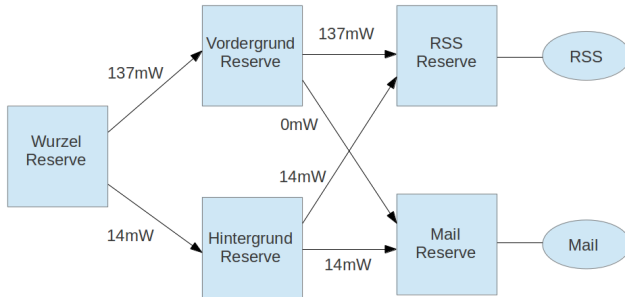 Vordergrund
Reserve
137mW
RSS
Reserve
RSS
137mW
0mW
Wurzel
Reserve
14mW
14mW
Hintergrund
Reserve
14mW
Mail
Reserve
Mail